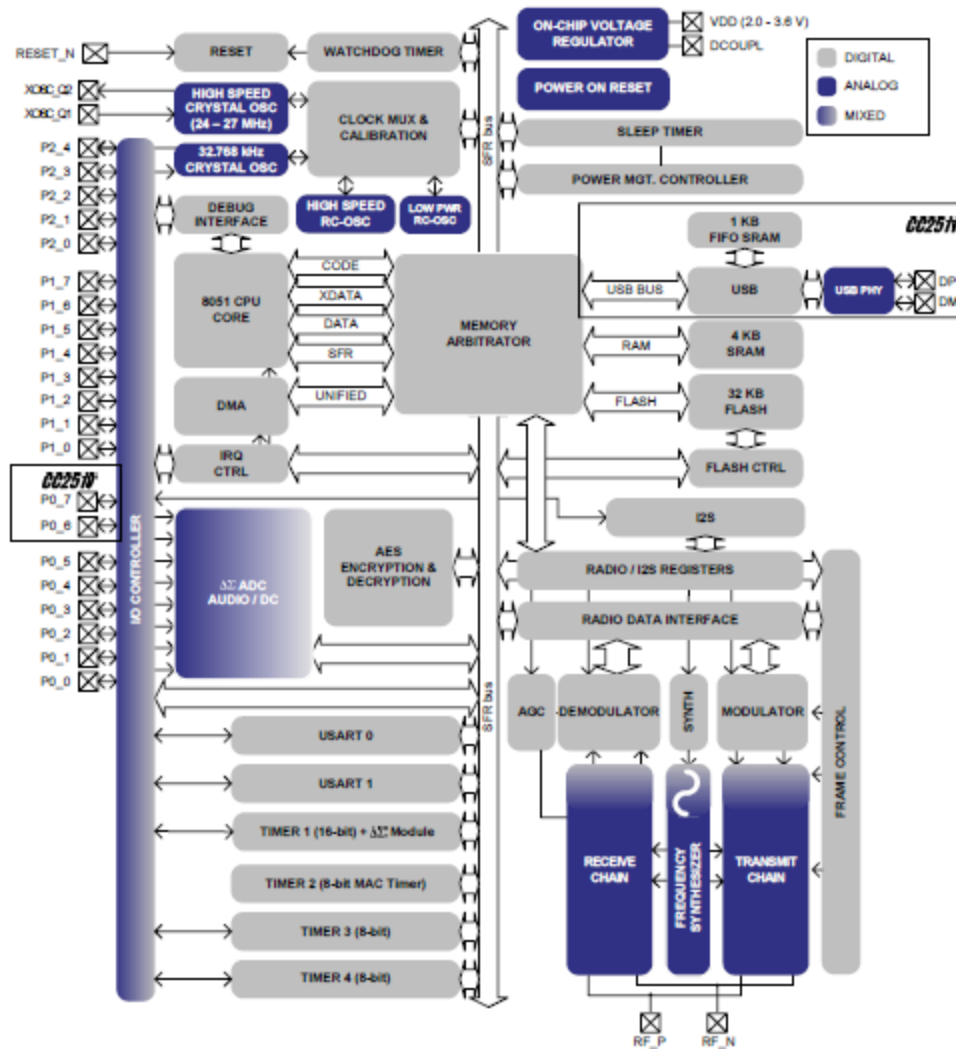 ON-CHIP VOLTAGE
REGULATOR
VDD (2.0 - 3.6 V)
DCOUPL
DIGITAL
ANALOG
MIXED
RESET_N
RESET
WATCHDOG TIMER
POWER ON RESET
XOSC_Q2
XOSC_Q1
HIGH SPEED
CRYSTAL OSC
(24 – 27 MHz)
CLOCK MUX &
CALIBRATION
SFR bus
SLEEP TIMER
POWER MGT. CONTROLLER
32.768 kHz
CRYSTAL OSC
P2_4
P2_3
P2_2
P2_1
P2_0
DEBUG
INTERFACE
HIGH SPEED
RC-OSC
LOW PWR
RC-OSC
1 KB
FIFO SRAM
P1_7
P1_6
P1_5
P1_4
P1_3
P1_2
P1_1
P1_0
8051 CPU
CORE
CODE
XDATA
DATA
SFR
UNIFIED
MEMORY
ARBITRATOR
USB BUS
USB
USB PHY
DP
DM
RAM
4 KB
SRAM
FLASH
32 KB
FLASH
DMA
IRQ
CTRL
FLASH CTRL
CC2510
P0_7
P0_6
P0_5
P0_4
P0_3
P0_2
P0_1
P0_0
I/O CONTROLLER
ΔΣ ADC
AUDIO / DC
AES
ENCRYPTION &
DECRYPTION
I2S
RADIO / I2S REGISTERS
RADIO DATA INTERFACE
SFR bus
AGC
DEMODULATOR
SYNTH
MODULATOR
FRAME CONTROL
USART 0
USART 1
TIMER 1 (16-bit) + ΔΣ Module
TIMER 2 (8-bit MAC Timer)
TIMER 3 (8-bit)
TIMER 4 (8-bit)
RECEIVE
CHAIN
FREQUENCY
SYNTHESIZER
TRANSMIT
CHAIN
RF_P
RF_N